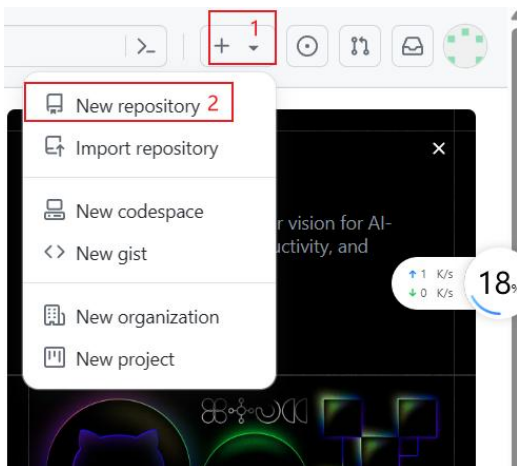 1
New repository 2
Import repository
New codespace
New gist
New organization
New project
r vision for AI-
uctivity, and
1 K/s
0 K/s
18%